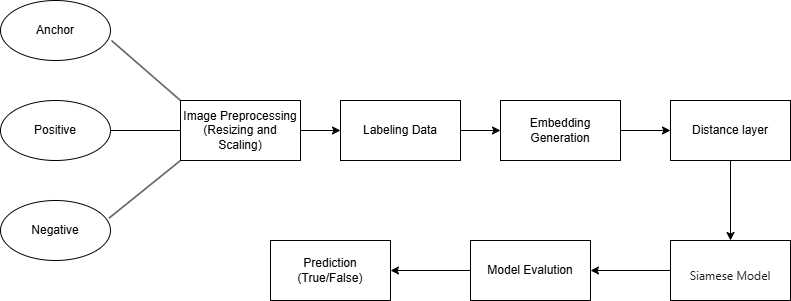 Anchor
Positive
Negative
Image Preprocessing
(Resizing and
Scaling)
Labeling Data
Embedding
Generation
Distance layer
Siamese Model
Model Evalution
Prediction
(True/False)